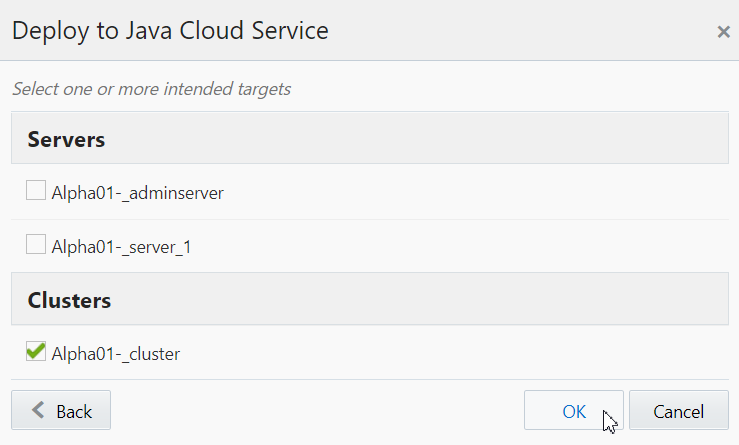 Deploy to Java Cloud Service
Select one or more intended targets
Servers
Alpha01-_adminserver
Alpha01-_server_1
Clusters
Alpha01-_cluster
Back
OK
Cancel